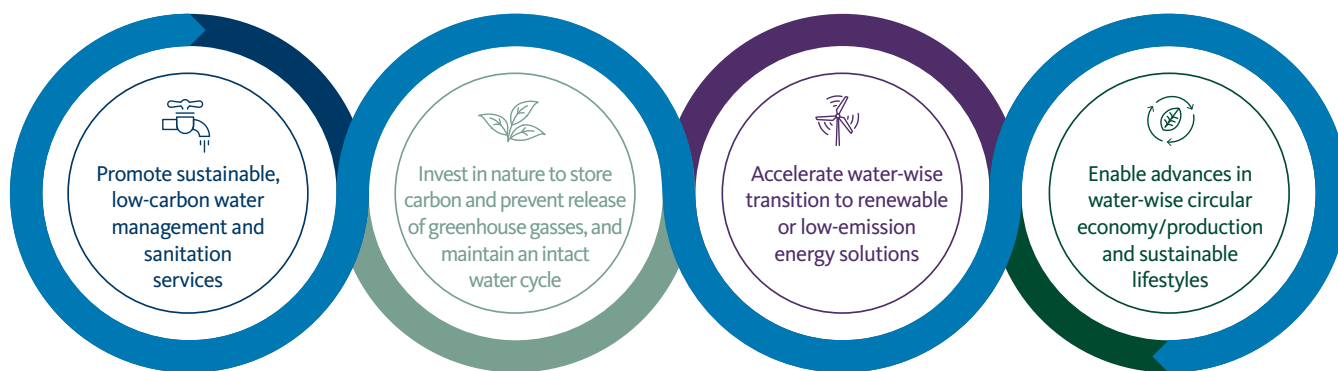 Promote sustainable,
low-carbon water
management and
sanitation
services
Invest in nature to store
carbon and prevent release
of greenhouse gasses, and
maintain an intact
water cycle
Accelerate water-wise
transition to renewable
or low-emission
energy solutions
Enable advances in
water-wise circular
economy/production
and sustainable
lifestyles